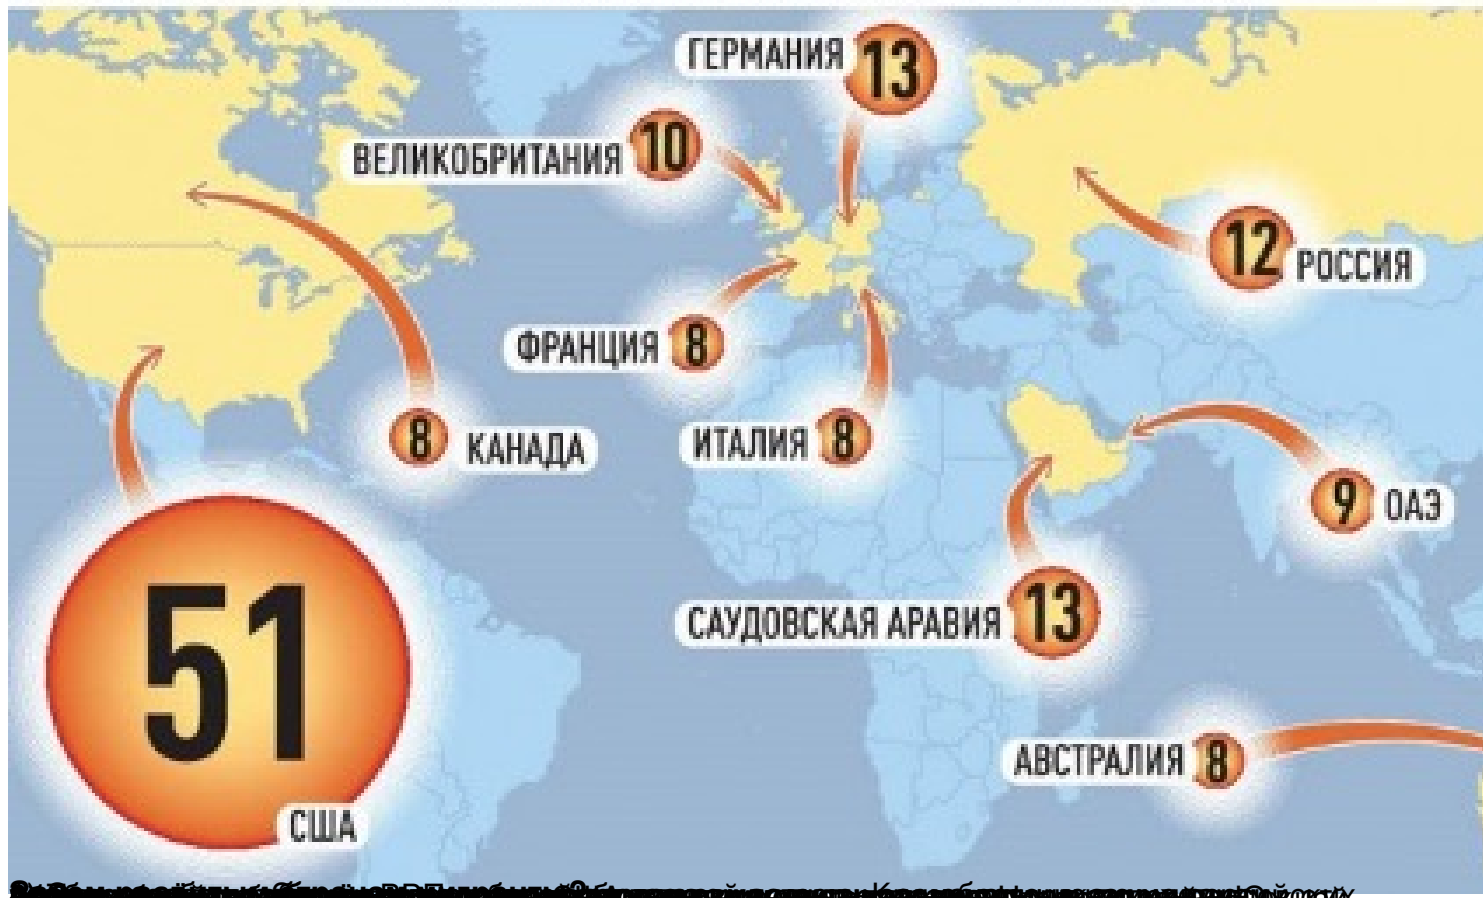 ГЕРМАНИЯ 13
ВЕЛИКОБРИТАНИЯ 10
12 РОССИЯ
ФРАНЦИЯ 8
8 КАНАДА
ИТАЛИЯ 8
9 ОАЭ
САУДОВСКАЯ АРАВИЯ 13
51
США
АВСТРАЛИЯ 8